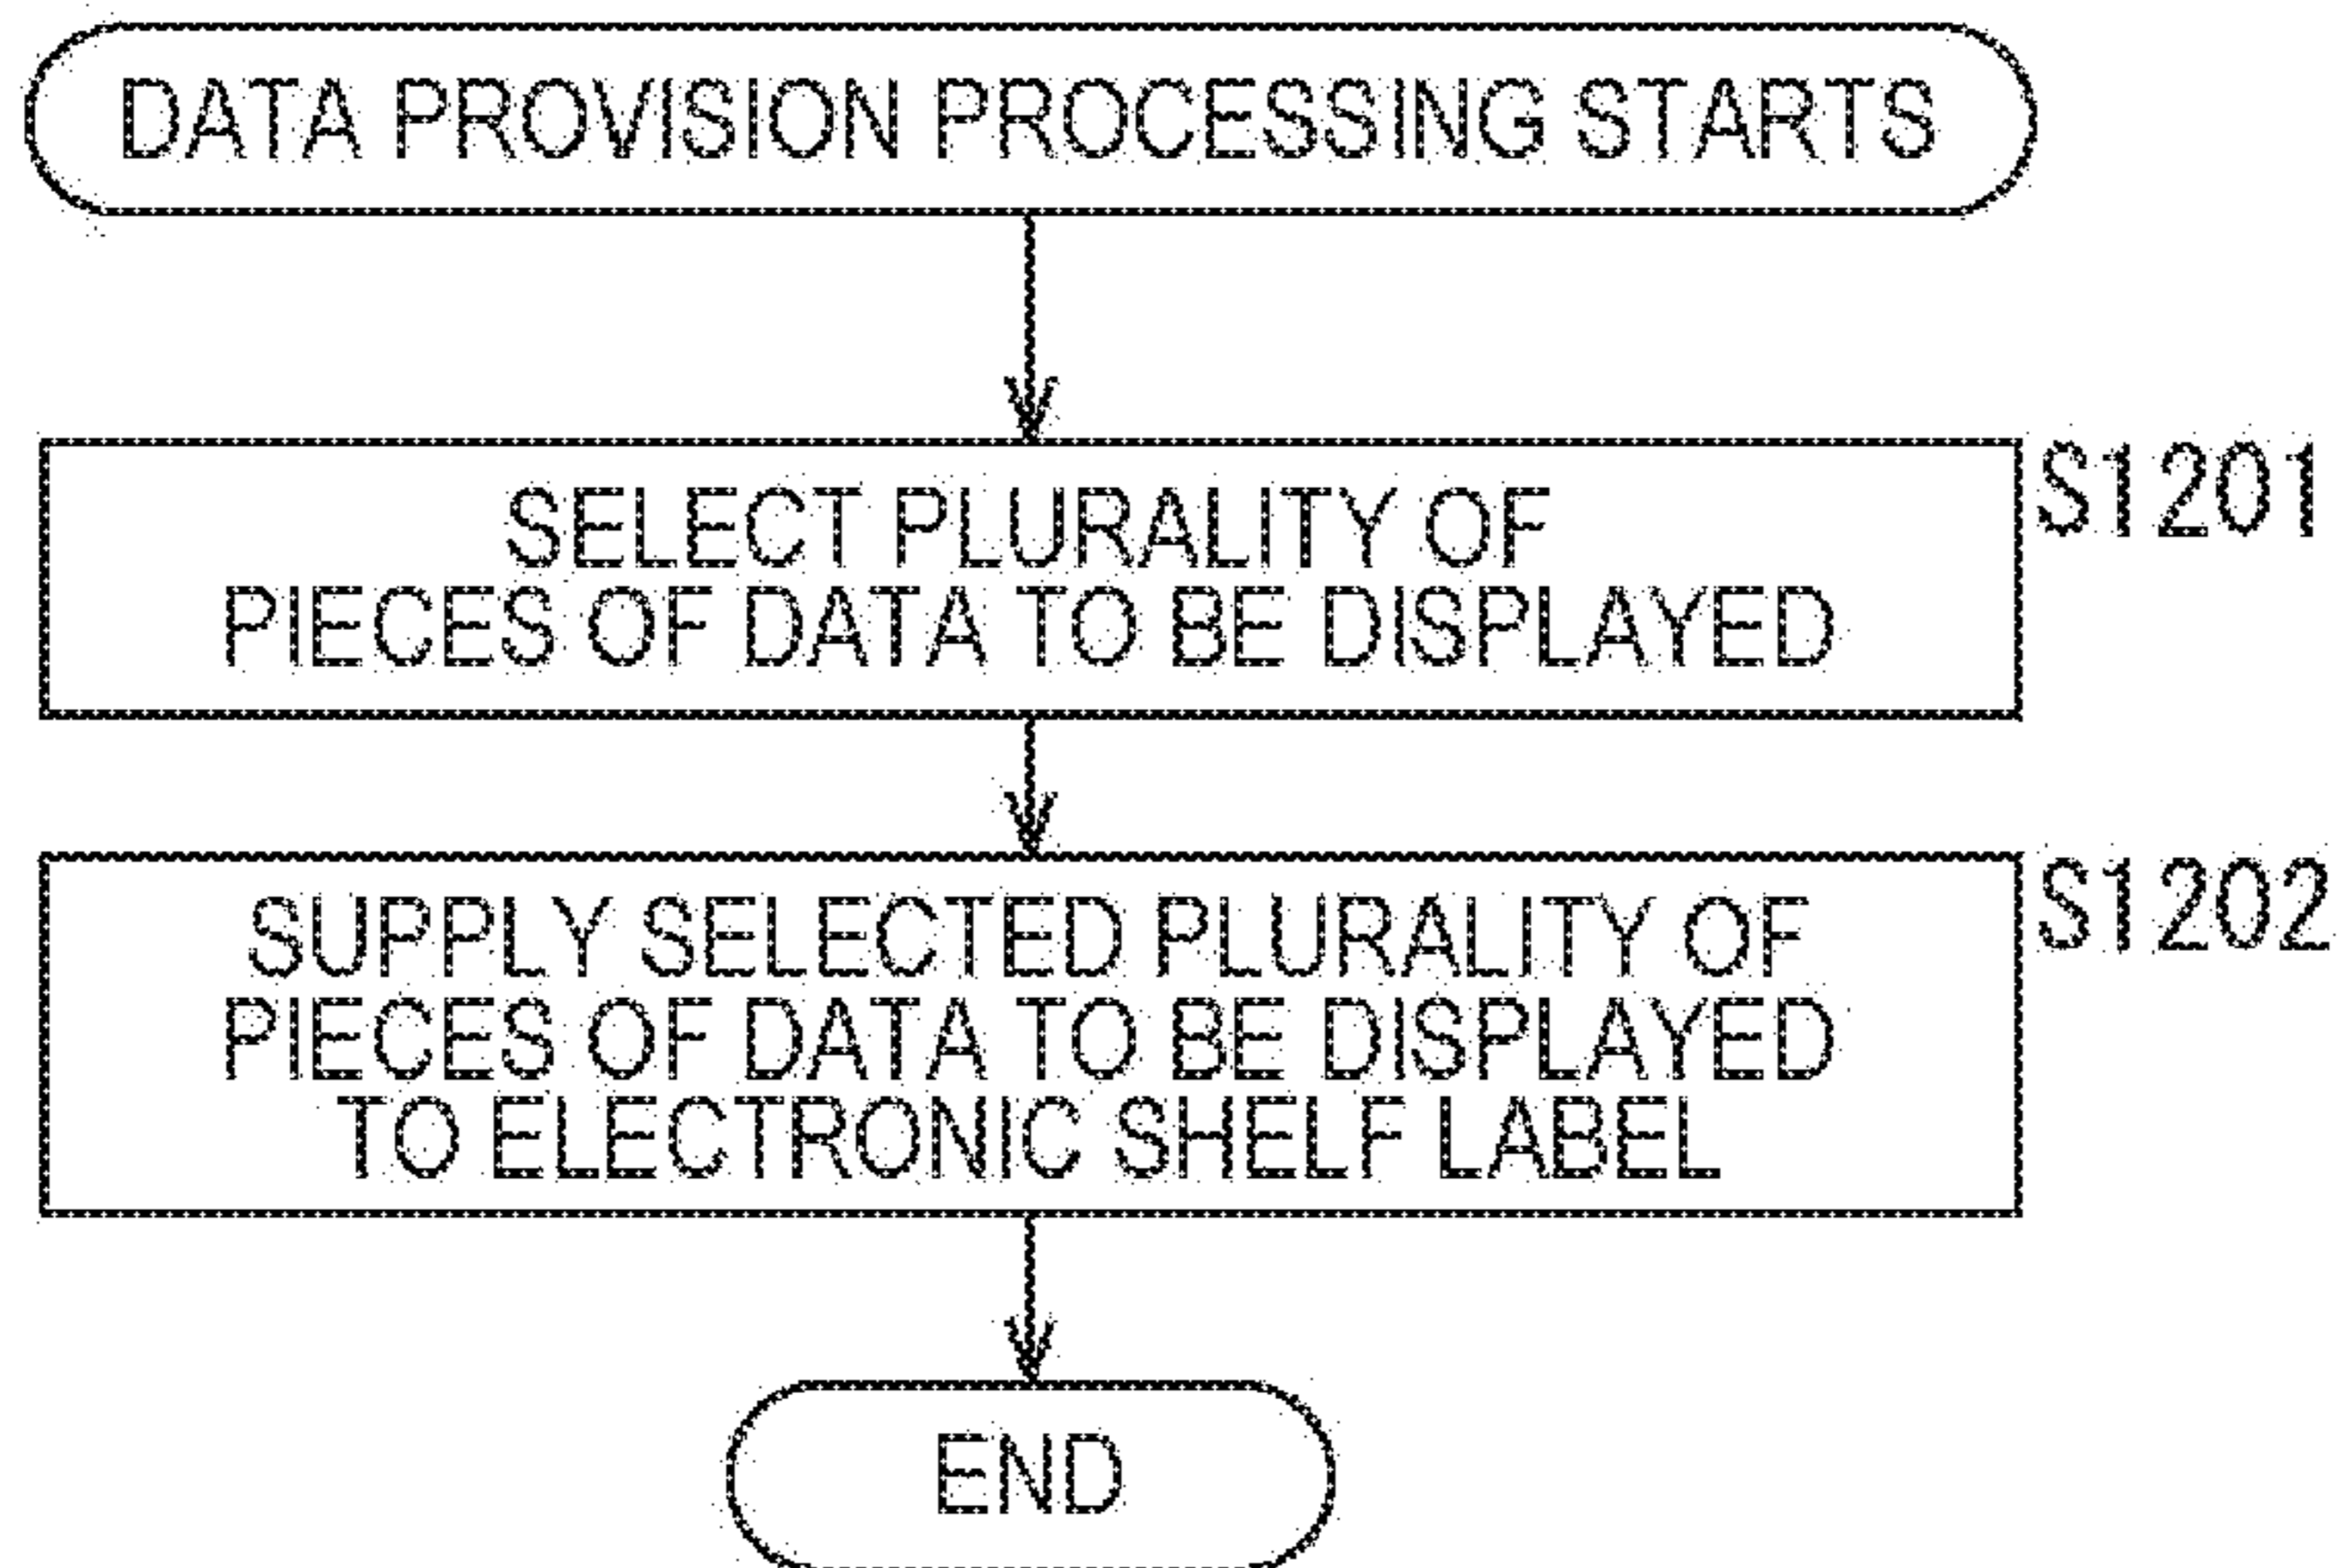 DATA PROVISION PROCESSING STARTS
S1201
SELECT PLURALITY OF
PIECES OF DATA TO BE DISPLAYED
S1202
SUPPLY SELECTED PLURALITY OF
PIECES OF DATA TO BE DISPLAYED
TO ELECTRONIC SHELF LABEL
END